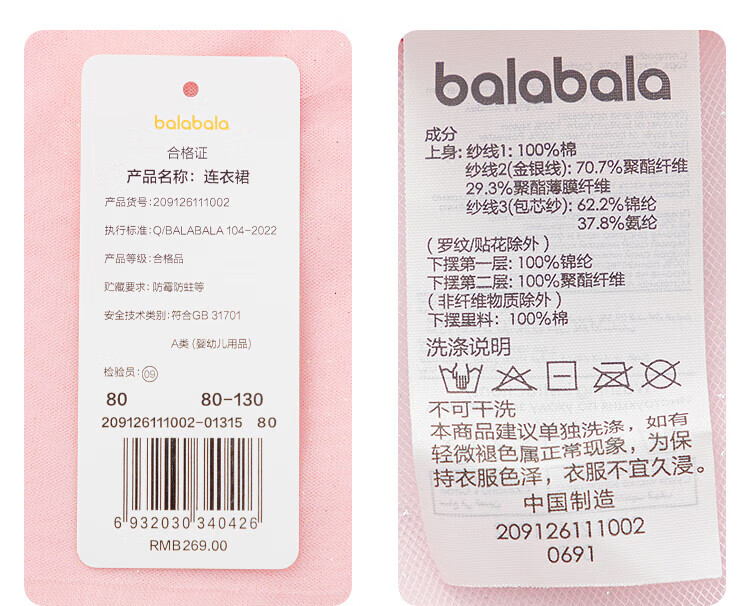 balabala
合格证
产品名称：连衣裙
产品货号:209126111002
执行标准:Q/BALABALA 104-2022
产品等级:合格品
贮藏要求: 防霉防蛀等
安全技术类别:符合GB 31701
A类 (婴幼儿用品)
检验员:09
80 80-130
209126111002-01315 80
6 932030 340426
RMB269.00
balabala
成分
上身: 纱线1: 100%棉
纱线2(金银线): 70.7%聚酯纤维
29.3%聚酯薄膜纤维
纱线3(包芯纱): 62.2%锦纶
37.8%氨纶
( 罗纹/贴花除外 )
下摆第一层: 100%锦纶
下摆第二层: 100%聚酯纤维
( 非纤维物质除外 )
下摆里料: 100%棉
洗涤说明
不可干洗
本商品建议单独洗涤，如有
轻微褪色属正常现象，为保
持衣服色泽，衣服不宜久浸。
中国制造
209126111002
0691